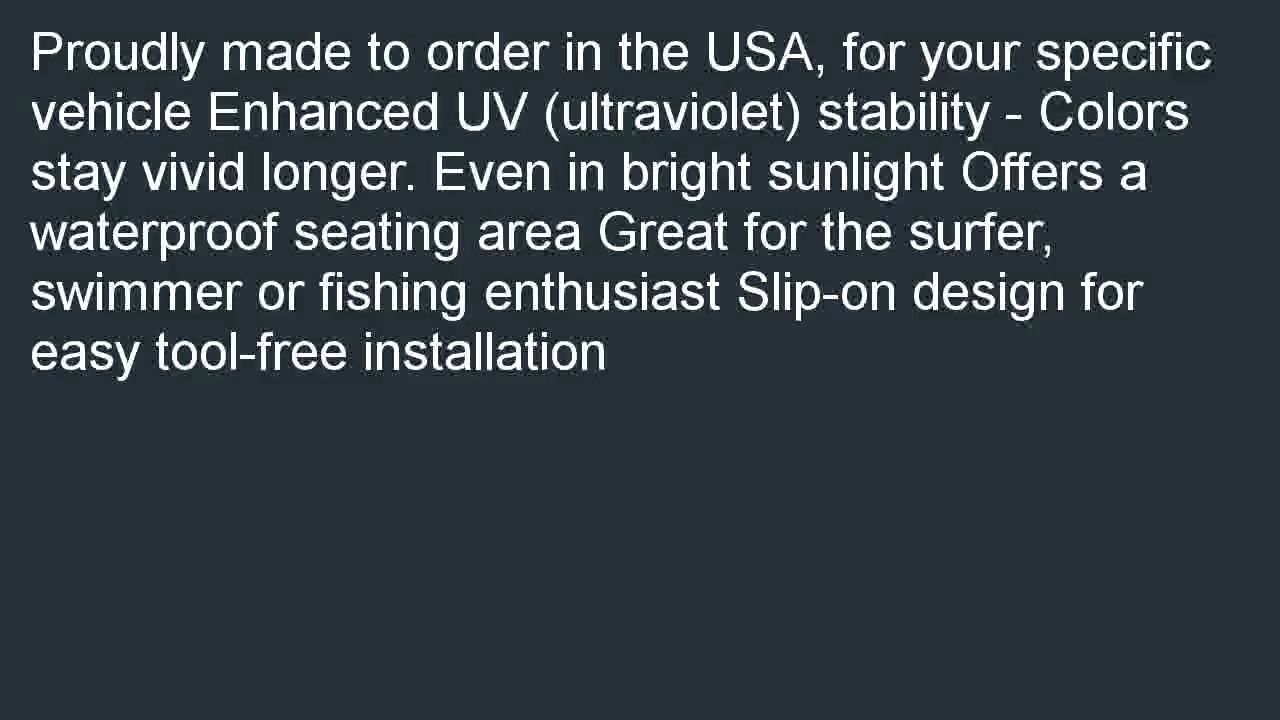 Proudly made to order in the USA, for your specific
vehicle Enhanced UV (ultraviolet) stability - Colors
stay vivid longer. Even in bright sunlight Offers a
waterproof seating area Great for the surfer,
swimmer or fishing enthusiast Slip-on design for
easy tool-free installation